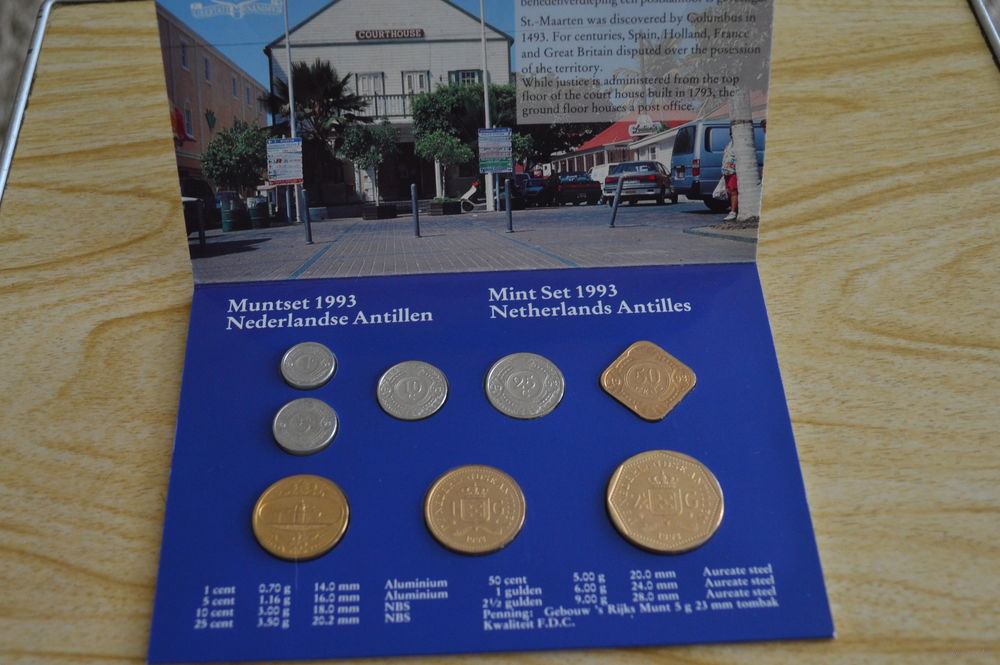 LIBERTATE UNANIMUS
COURTHOUSE
St.-Maarten was discovered by Columbus in
1493. For centuries, Spain, Holland, France
and Great Britain disputed over the posession
of the territory.
While justice is administered from the top
floor of the court house built in 1793, the
ground floor houses a post office.
Muntset 1993
Nederlandse Antillen
Mint Set 1993
Netherlands Antilles
10
25
50
1993
1 cent 0.70 g 14.0 mm Aluminium
5 cent 1.16 g 16.0 mm Aluminium
10 cent 3.00 g 18.0 mm NBS
25 cent 3.50 g 20.2 mm NBS
50 cent 5.00 g 20.0 mm Aureate steel
1 gulden 6.00 g 24.0 mm Aureate steel
2½ gulden 9.00 g 28.0 mm Aureate steel
Penning: Gebouw 's Rijks Munt 5 g 23 mm tombak
Kwaliteit F.D.C.